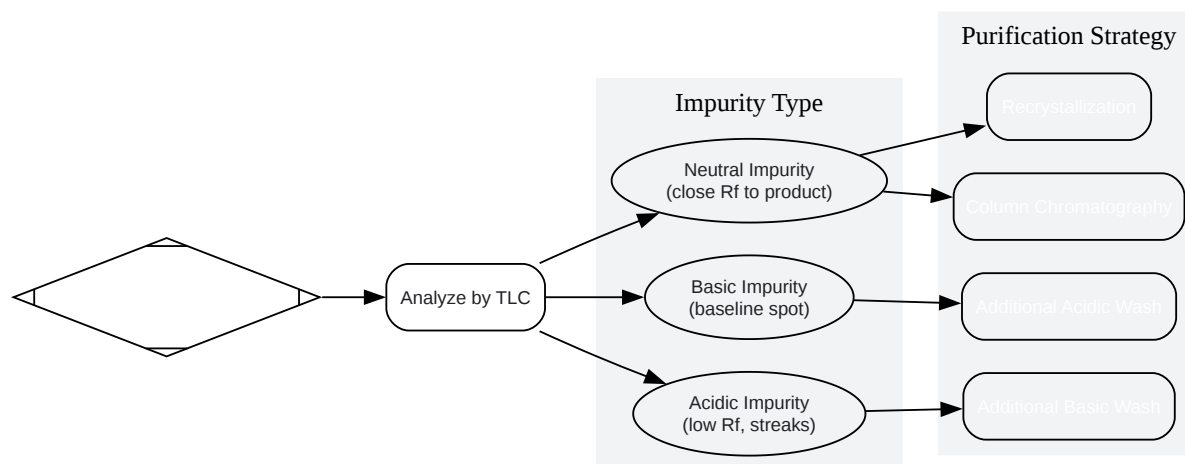 Purification Strategy
Impurity Type
Recrystallization
Neutral Impurity
(close Rf to product)
Column Chromatography
Analyze by TLC
Basic Impurity
(baseline spot)
Additional Acidic Wash
Acidic Impurity
(low Rf, streaks)
Additional Basic Wash